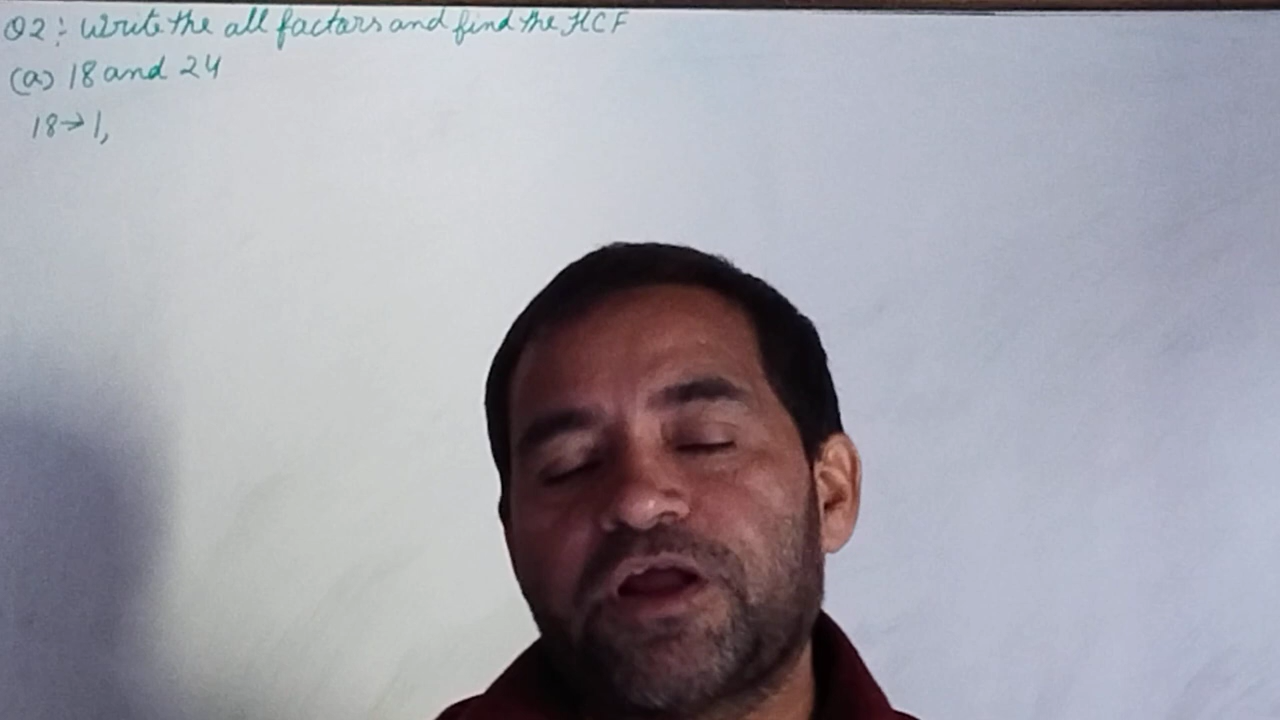 Q2:- Write the all factors and find the HCF
(a) 18 and 24
18→1,